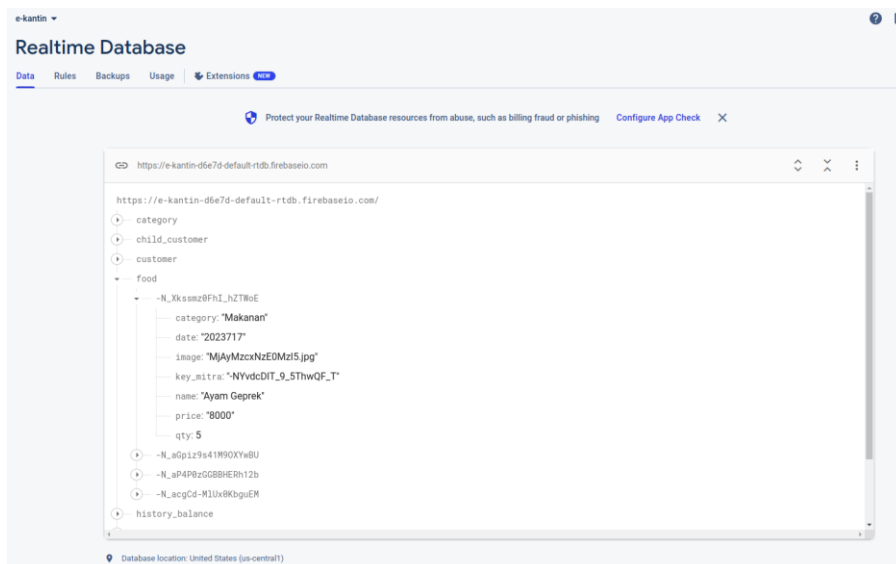 e-kantin
Realtime Database
Data Rules Backups Usage Extensions NEW
Protect your Realtime Database resources from abuse, such as billing fraud or phishing Configure App Check
https://e-kantin-d6e7d-default-rtdb.firebaseio.com
https://e-kantin-d6e7d-default-rtdb.firebaseio.com/
category
child_customer
customer
food
-N_Xkssmz0FhI_hZTWoE
category: "Makanan"
date: "2023717"
image: "MjAyMzcxNzE0MzI5.jpg"
key_mitra: "-NYvdcDIT_9_5ThwQF_T"
name: "Ayam Geprek"
price: "8000"
qty: 5
-N_aGpiz9s41M9OXYwBU
-N_aP4P0zGGBBHERh12b
-N_acgCd-MlUx0KbguEM
history_balance
Database location: United States (us-central1)